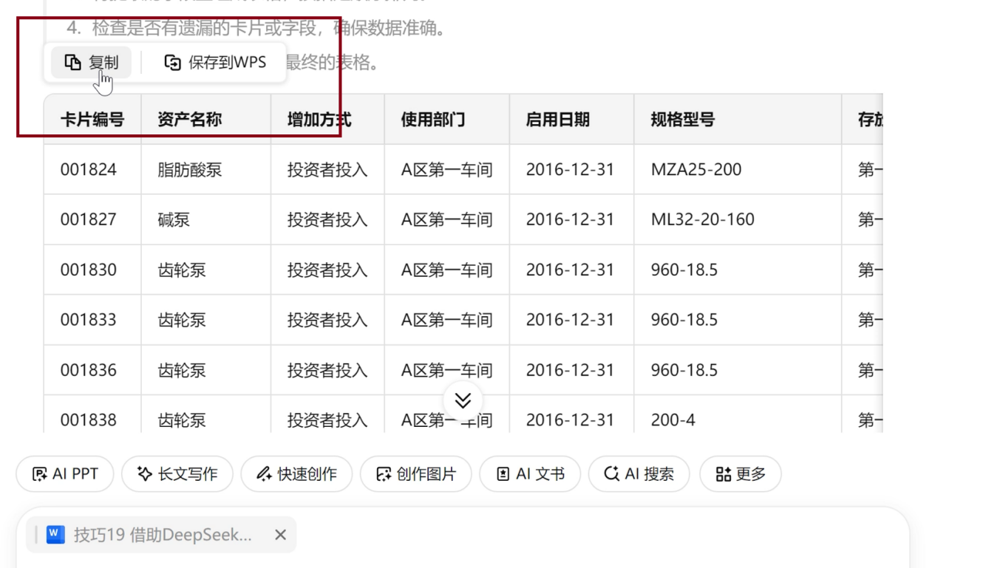 4. 检查是否有遗漏的卡片或字段，确保数据准确。
复制 保存到WPS 最终的表格。
卡片编号 资产名称 增加方式 使用部门 启用日期 规格型号 存放
001824 脂肪酸泵 投资者投入 A区第一车间 2016-12-31 MZA25-200 第一
001827 碱泵 投资者投入 A区第一车间 2016-12-31 ML32-20-160 第一
001830 齿轮泵 投资者投入 A区第一车间 2016-12-31 960-18.5 第一
001833 齿轮泵 投资者投入 A区第一车间 2016-12-31 960-18.5 第一
001836 齿轮泵 投资者投入 A区第一车间 2016-12-31 960-18.5 第一
001838 齿轮泵 投资者投入 A区第一车间 2016-12-31 200-4 第一
AI PPT 长文写作 快速创作 创作图片 AI 文书 AI 搜索 更多
技巧19 借助DeepSeek...